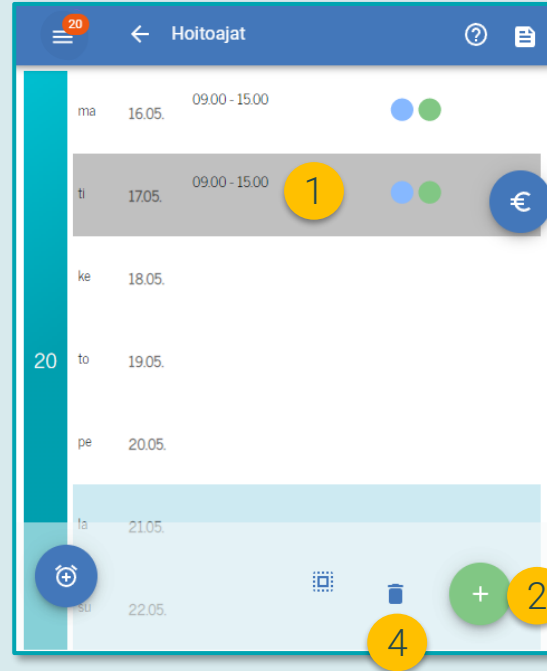 20
Hoitoajat
ma 16.05. 09.00 - 15.00
ti 17.05. 09.00 - 15.00 1
€
ke 18.05.
20 to 19.05.
pe 20.05.
la 21.05.
su 22.05.
+ 2
4